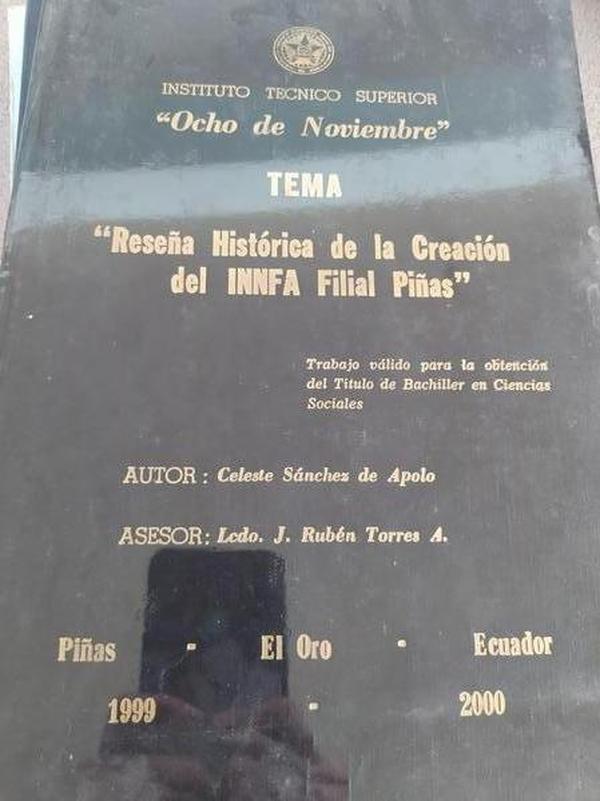 INSTITUTO TECNICO SUPERIOR
"Ocho de Noviembre"
TEMA
"Reseña Histórica de la Creación
del INNFA Filial Piñas"
Trabajo válido para la obtención
del Título de Bachiller en Ciencias
Sociales
AUTOR: Celeste Sánchez de Apolo
ASESOR: Lcdo. J. Rubén Torres A.
Piñas - El Oro - Ecuador
1999 - 2000